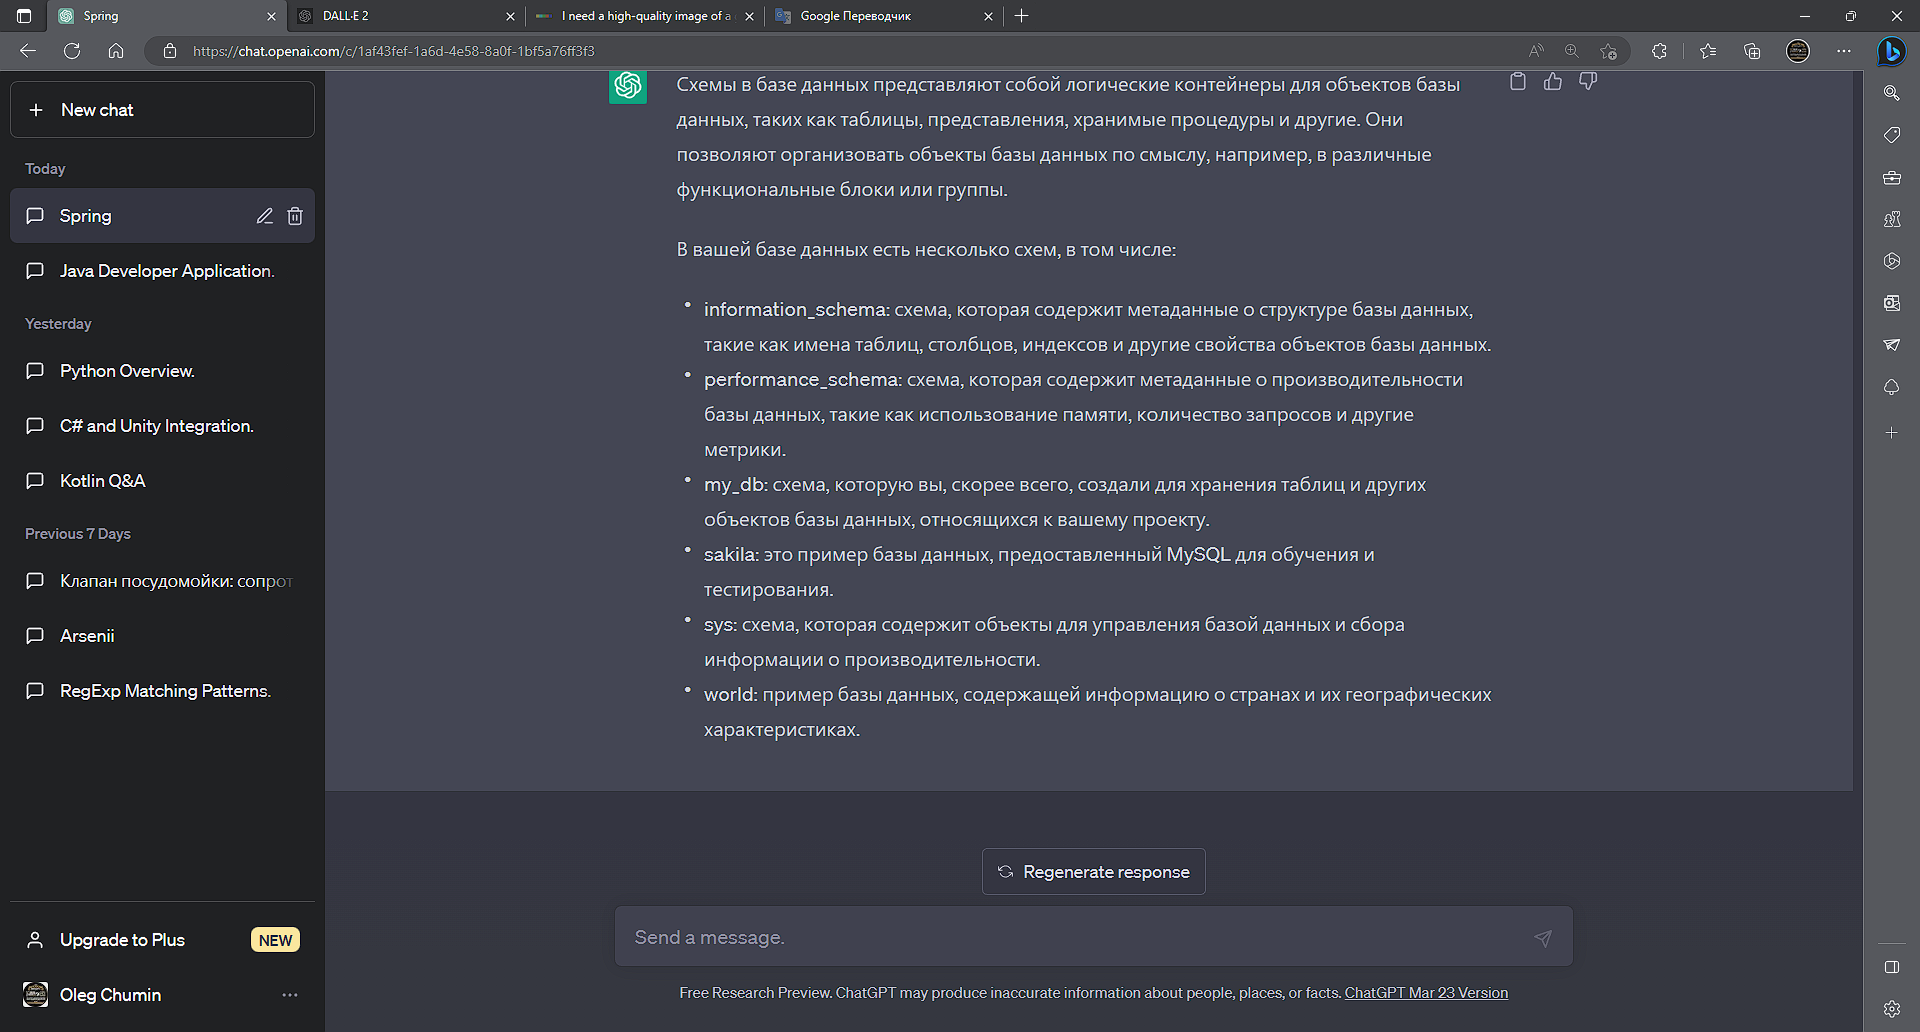 Spring
DALL·E 2
I need a high-quality image of a
Google Переводчик
https://chat.openai.com/c/1af43fef-1a6d-4e58-8a0f-1bf5a76ff3f3
New chat
Today
Spring
Java Developer Application.
Yesterday
Python Overview.
C# and Unity Integration.
Kotlin Q&A
Previous 7 Days
Клапан посудомойки: сопрот
Arsenii
RegExp Matching Patterns.
Upgrade to Plus
NEW
Oleg Chumin
Схемы в базе данных представляют собой логические контейнеры для объектов базы
данных, таких как таблицы, представления, хранимые процедуры и другие. Они
позволяют организовать объекты базы данных по смыслу, например, в различные
функциональные блоки или группы.
В вашей базе данных есть несколько схем, в том числе:
• information_schema: схема, которая содержит метаданные о структуре базы данных,
такие как имена таблиц, столбцов, индексов и другие свойства объектов базы данных.
• performance_schema: схема, которая содержит метаданные о производительности
базы данных, такие как использование памяти, количество запросов и другие
метрики.
• my_db: схема, которую вы, скорее всего, создали для хранения таблиц и других
объектов базы данных, относящихся к вашему проекту.
• sakila: это пример базы данных, предоставленный MySQL для обучения и
тестирования.
• sys: схема, которая содержит объекты для управления базой данных и сбора
информации о производительности.
• world: пример базы данных, содержащей информацию о странах и их географических
характеристиках.
Regenerate response
Send a message.
Free Research Preview. ChatGPT may produce inaccurate information about people, places, or facts. ChatGPT Mar 23 Version